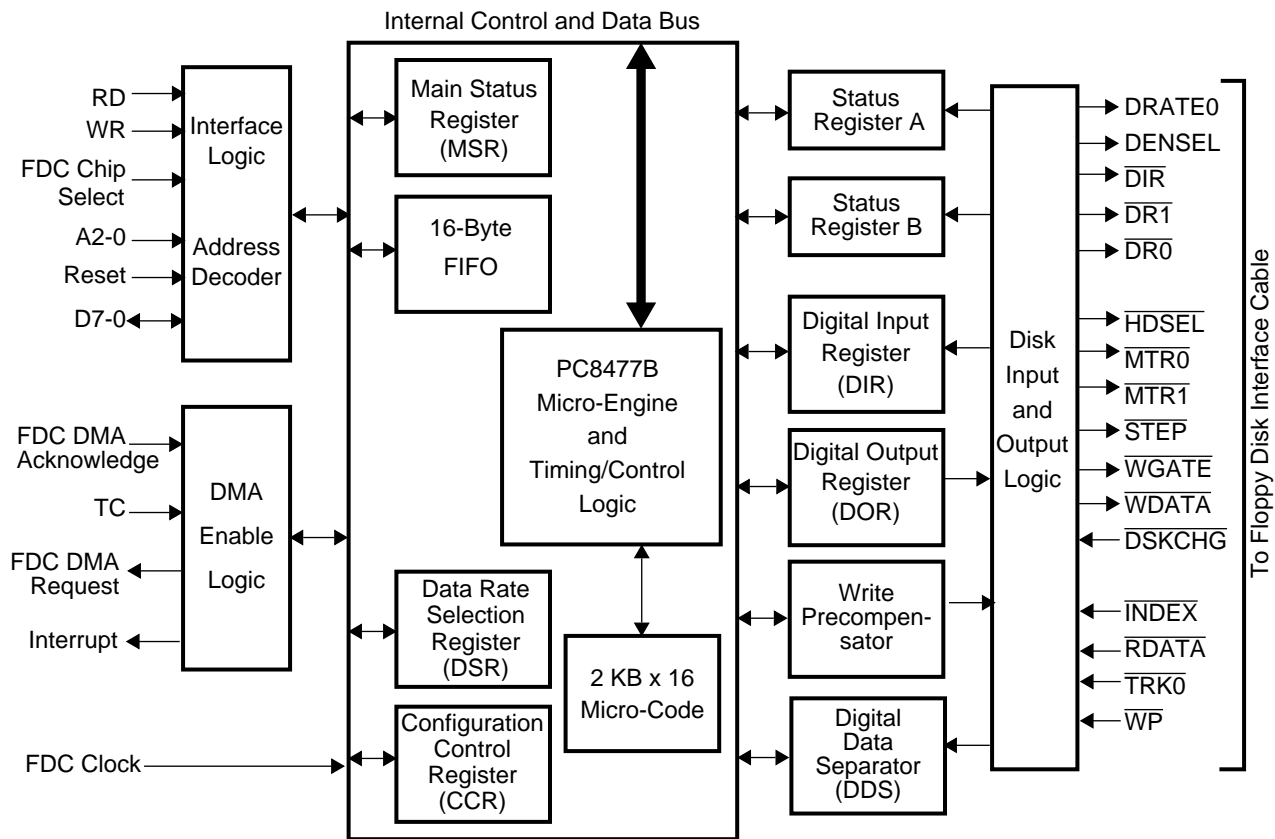 Internal Control and Data Bus
RD
WR
FDC Chip
Select
A2-0
Reset
D7-0
Interface
Logic
Address
Decoder
FDC DMA
Acknowledge
TC
FDC DMA
Request
Interrupt
DMA
Enable
Logic
FDC Clock
Main Status
Register
(MSR)
16-Byte
FIFO
PC8477B
Micro-Engine
and
Timing/Control
Logic
Data Rate
Selection
Register
(DSR)
2 KB x 16
Micro-Code
Configuration
Control
Register
(CCR)
Status
Register A
Status
Register B
Digital Input
Register
(DIR)
Digital Output
Register
(DOR)
Write
Precompen-
sator
Digital
Data
Separator
(DDS)
Disk
Input
and
Output
Logic
DRATE0
DENSEL
DIR
DR1
DR0
HDSEL
MTR0
MTR1
STEP
WGATE
WDATA
DSKCHG
INDEX
RDATA
TRK0
WP
To Floppy Disk Interface Cable